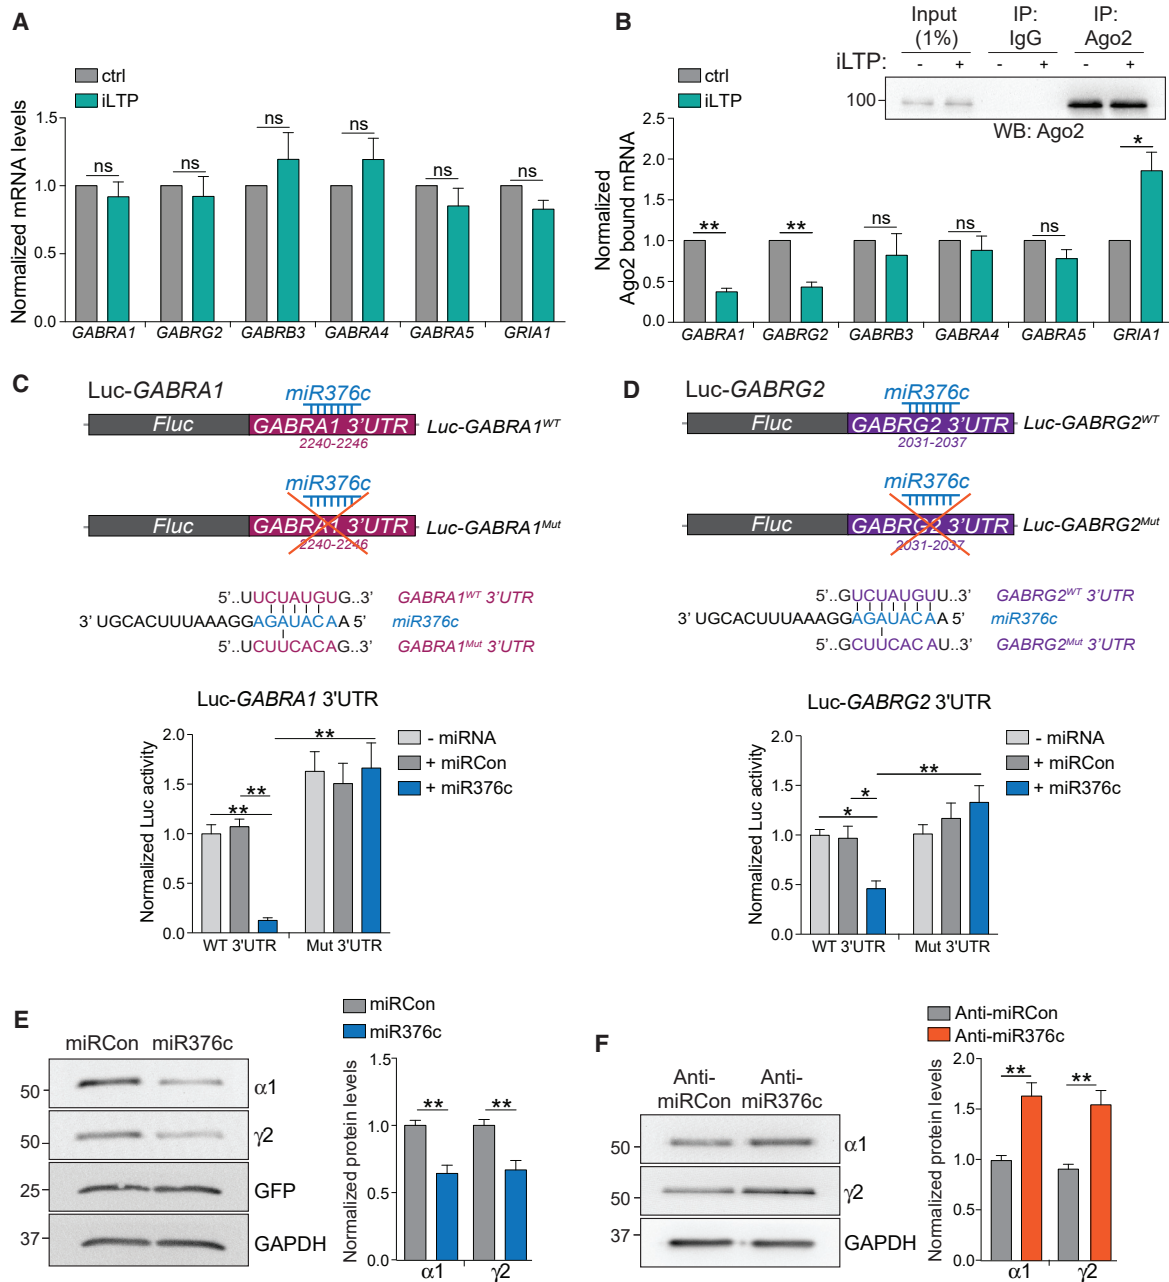 A
ctrl
iLTP
Normalized mRNA levels
1.5
1.0
0.5
0.0
ns
ns
ns
ns
ns
ns
GABRA1
GABRG2
GABRB3
GABRA4
GABRA5
GRIA1
B
Input (1%)
IP: IgG
IP: Ago2
iLTP: - + - + - +
100
WB: Ago2
ctrl
iLTP
Normalized
Ago2 bound mRNA
2.5
2.0
1.5
1.0
0.5
0.0
**
**
ns
ns
ns
*
GABRA1
GABRG2
GABRB3
GABRA4
GABRA5
GRIA1
C
Luc-GABRA1
miR376c
Fluc
GABRA1 3'UTR
Luc-GABRA1WT
2240-2246
miR376c
Fluc
GABRA1 3'UTR
Luc-GABRA1Mut
2240-2246
5'..UUCUAUGUG..3' GABRA1WT 3'UTR
3' UGCACUUUAAAGGAGAUACAA 5' miR376c
5'..UCUUCACAG..3' GABRA1Mut 3'UTR
Luc-GABRA1 3'UTR
Normalized Luc activity
2.0
1.5
1.0
0.5
0.0
**
**
**
- miRNA
+ miRCon
+ miR376c
WT 3'UTR
Mut 3'UTR
D
Luc-GABRG2
miR376c
Fluc
GABRG2 3'UTR
Luc-GABRG2WT
2031-2037
miR376c
Fluc
GABRG2 3'UTR
Luc-GABRG2Mut
2031-2037
5'..GUCUAUGUU..3' GABRG2WT 3'UTR
3' UGCACUUUAAAGGAGAUACAA 5' miR376c
5'..GCUUCACAU..3' GABRG2Mut 3'UTR
Luc-GABRG2 3'UTR
Normalized Luc activity
2.0
1.5
1.0
0.5
0.0
*
*
**
- miRNA
+ miRCon
+ miR376c
WT 3'UTR
Mut 3'UTR
E
miRCon
miR376c
50
α1
50
γ2
25
GFP
37
GAPDH
miRCon
miR376c
Normalized protein levels
1.5
1.0
0.5
0.0
**
**
α1
γ2
F
Anti-
miRCon
Anti-
miR376c
50
α1
50
γ2
37
GAPDH
Anti-miRCon
Anti-miR376c
Normalized protein levels
2.0
1.5
1.0
0.5
0.0
**
**
α1
γ2